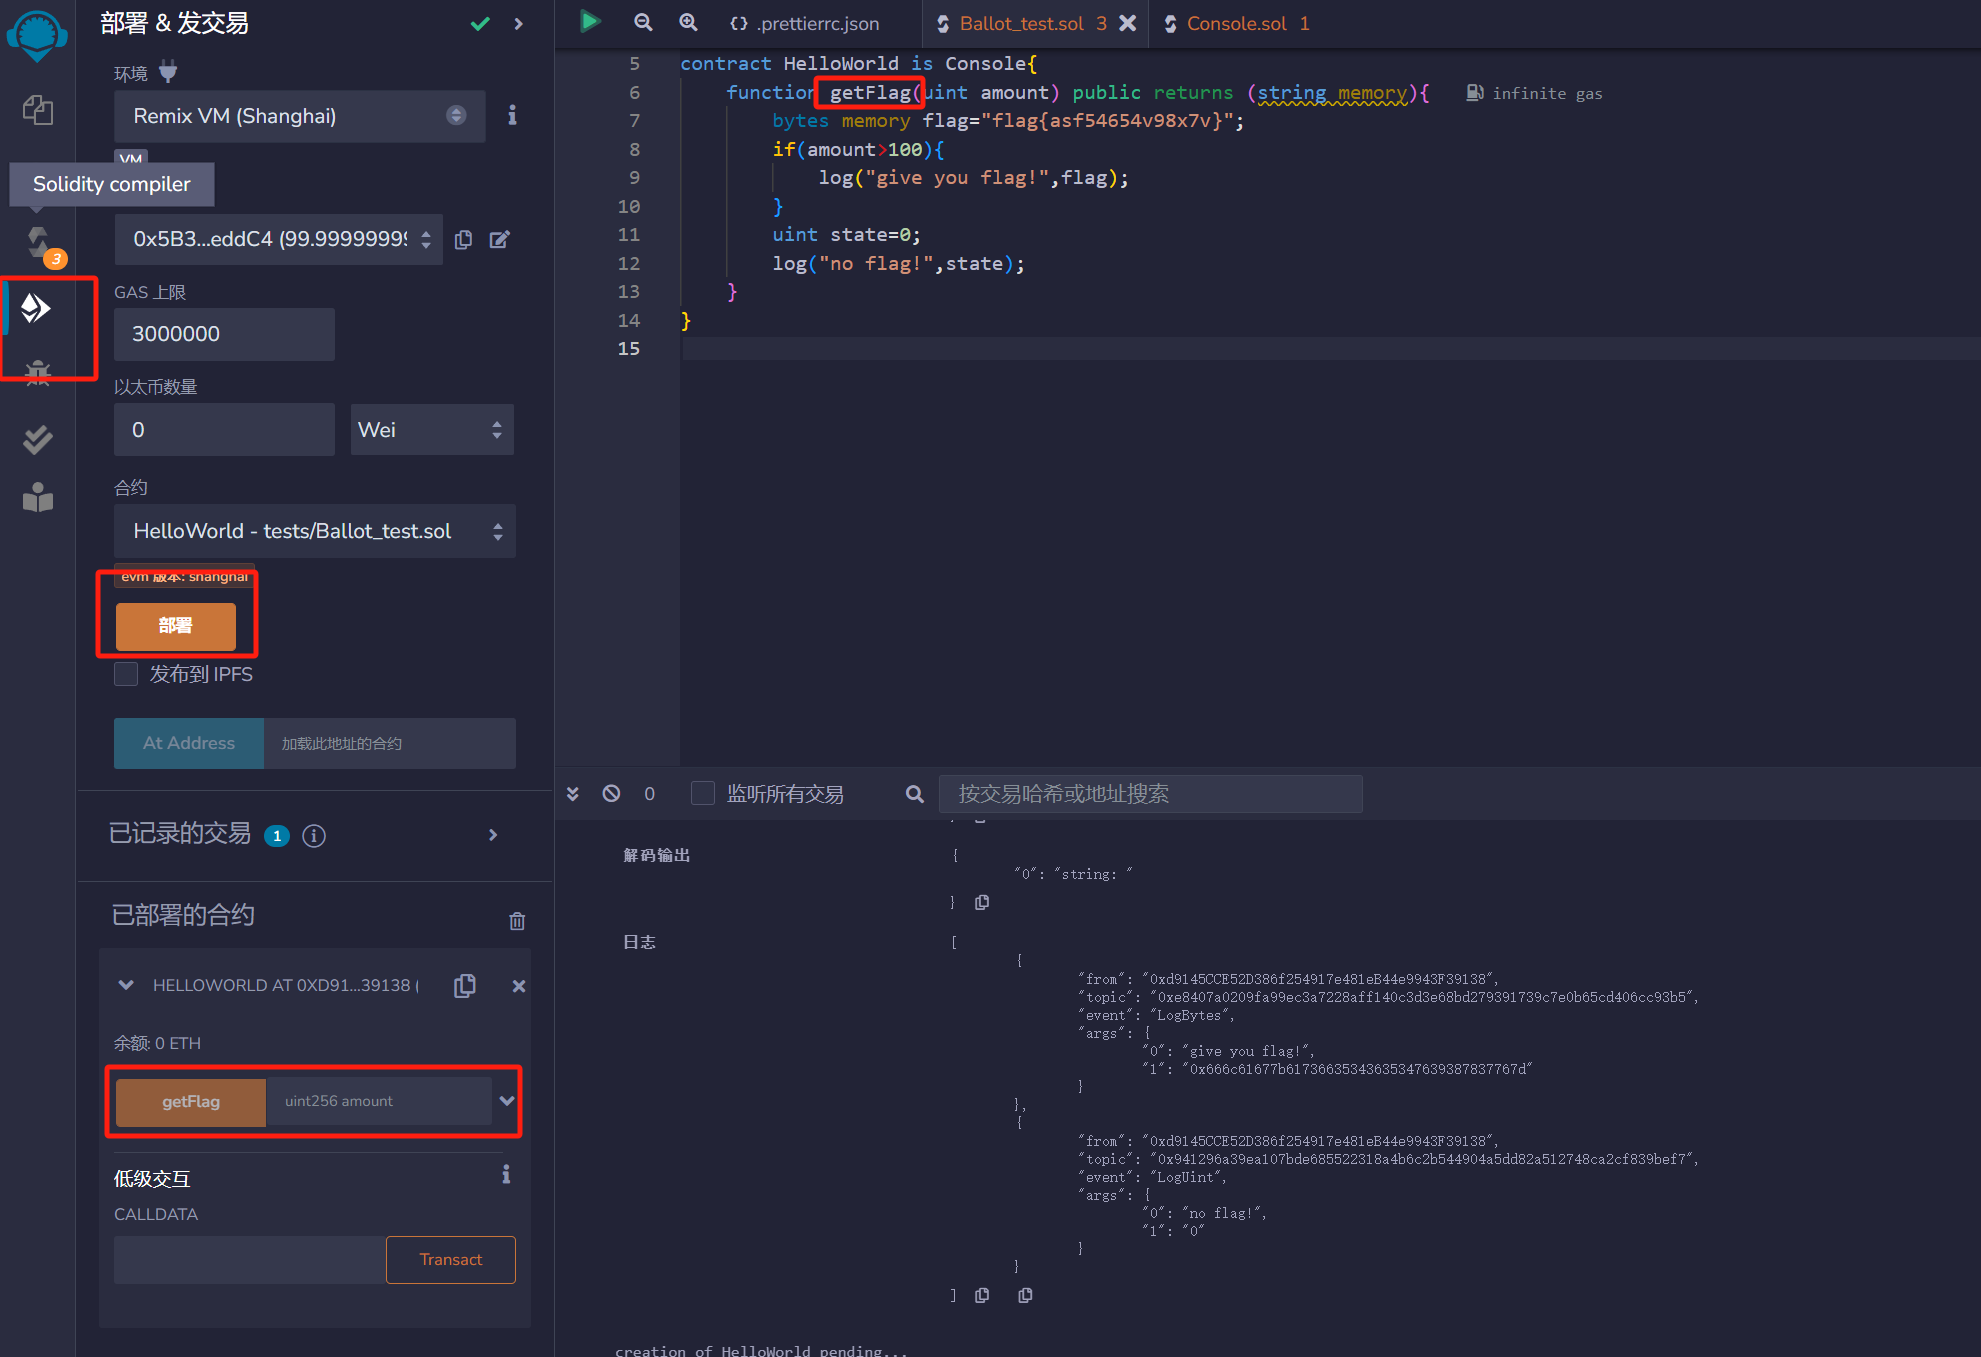 部署 & 发交易
环境
Remix VM (Shanghai)
VM
Solidity compiler
0x5B3...eddC4 (99.99999999
3
GAS 上限
3000000
以太币数量
0
Wei
合约
HelloWorld - tests/Ballot_test.sol
evm 版本: shanghai
部署
发布到 IPFS
At Address
加载此地址的合约
已记录的交易 1
已部署的合约
HELLOWORLD AT 0XD91...39138 (
余额: 0 ETH
getFlag
uint256 amount
低级交互
CALLDATA
Transact
{} .prettierrc.json
Ballot_test.sol 3
Console.sol 1
5 contract HelloWorld is Console{
6 function getFlag(uint amount) public returns (string memory){ infinite gas
7 bytes memory flag="flag{asf54654v98x7v}";
8 if(amount>100){
9 log("give you flag!",flag);
10 }
11 uint state=0;
12 log("no flag!",state);
13 }
14 }
15
0
监听所有交易
按交易哈希或地址搜索
解码输出 {
"0": "string: "
}
日志 [
{
"from": "0xd9145CCE52D386f254917e481eB44e9943F39138",
"topic": "0xe8407a0209fa99ec3a7228aff140c3d3e68bd279391739c7e0b65cd406cc93b5",
"event": "LogBytes",
"args": {
"0": "give you flag!",
"1": "0x666c61677b61736635343635347639387837767d"
}
},
{
"from": "0xd9145CCE52D386f254917e481eB44e9943F39138",
"topic": "0x941296a39ea107bde685522318a4b6c2b544904a5dd82a512748ca2cf839bef7",
"event": "LogUint",
"args": {
"0": "no flag!",
"1": "0"
}
}
]
creation of HelloWorld pending...